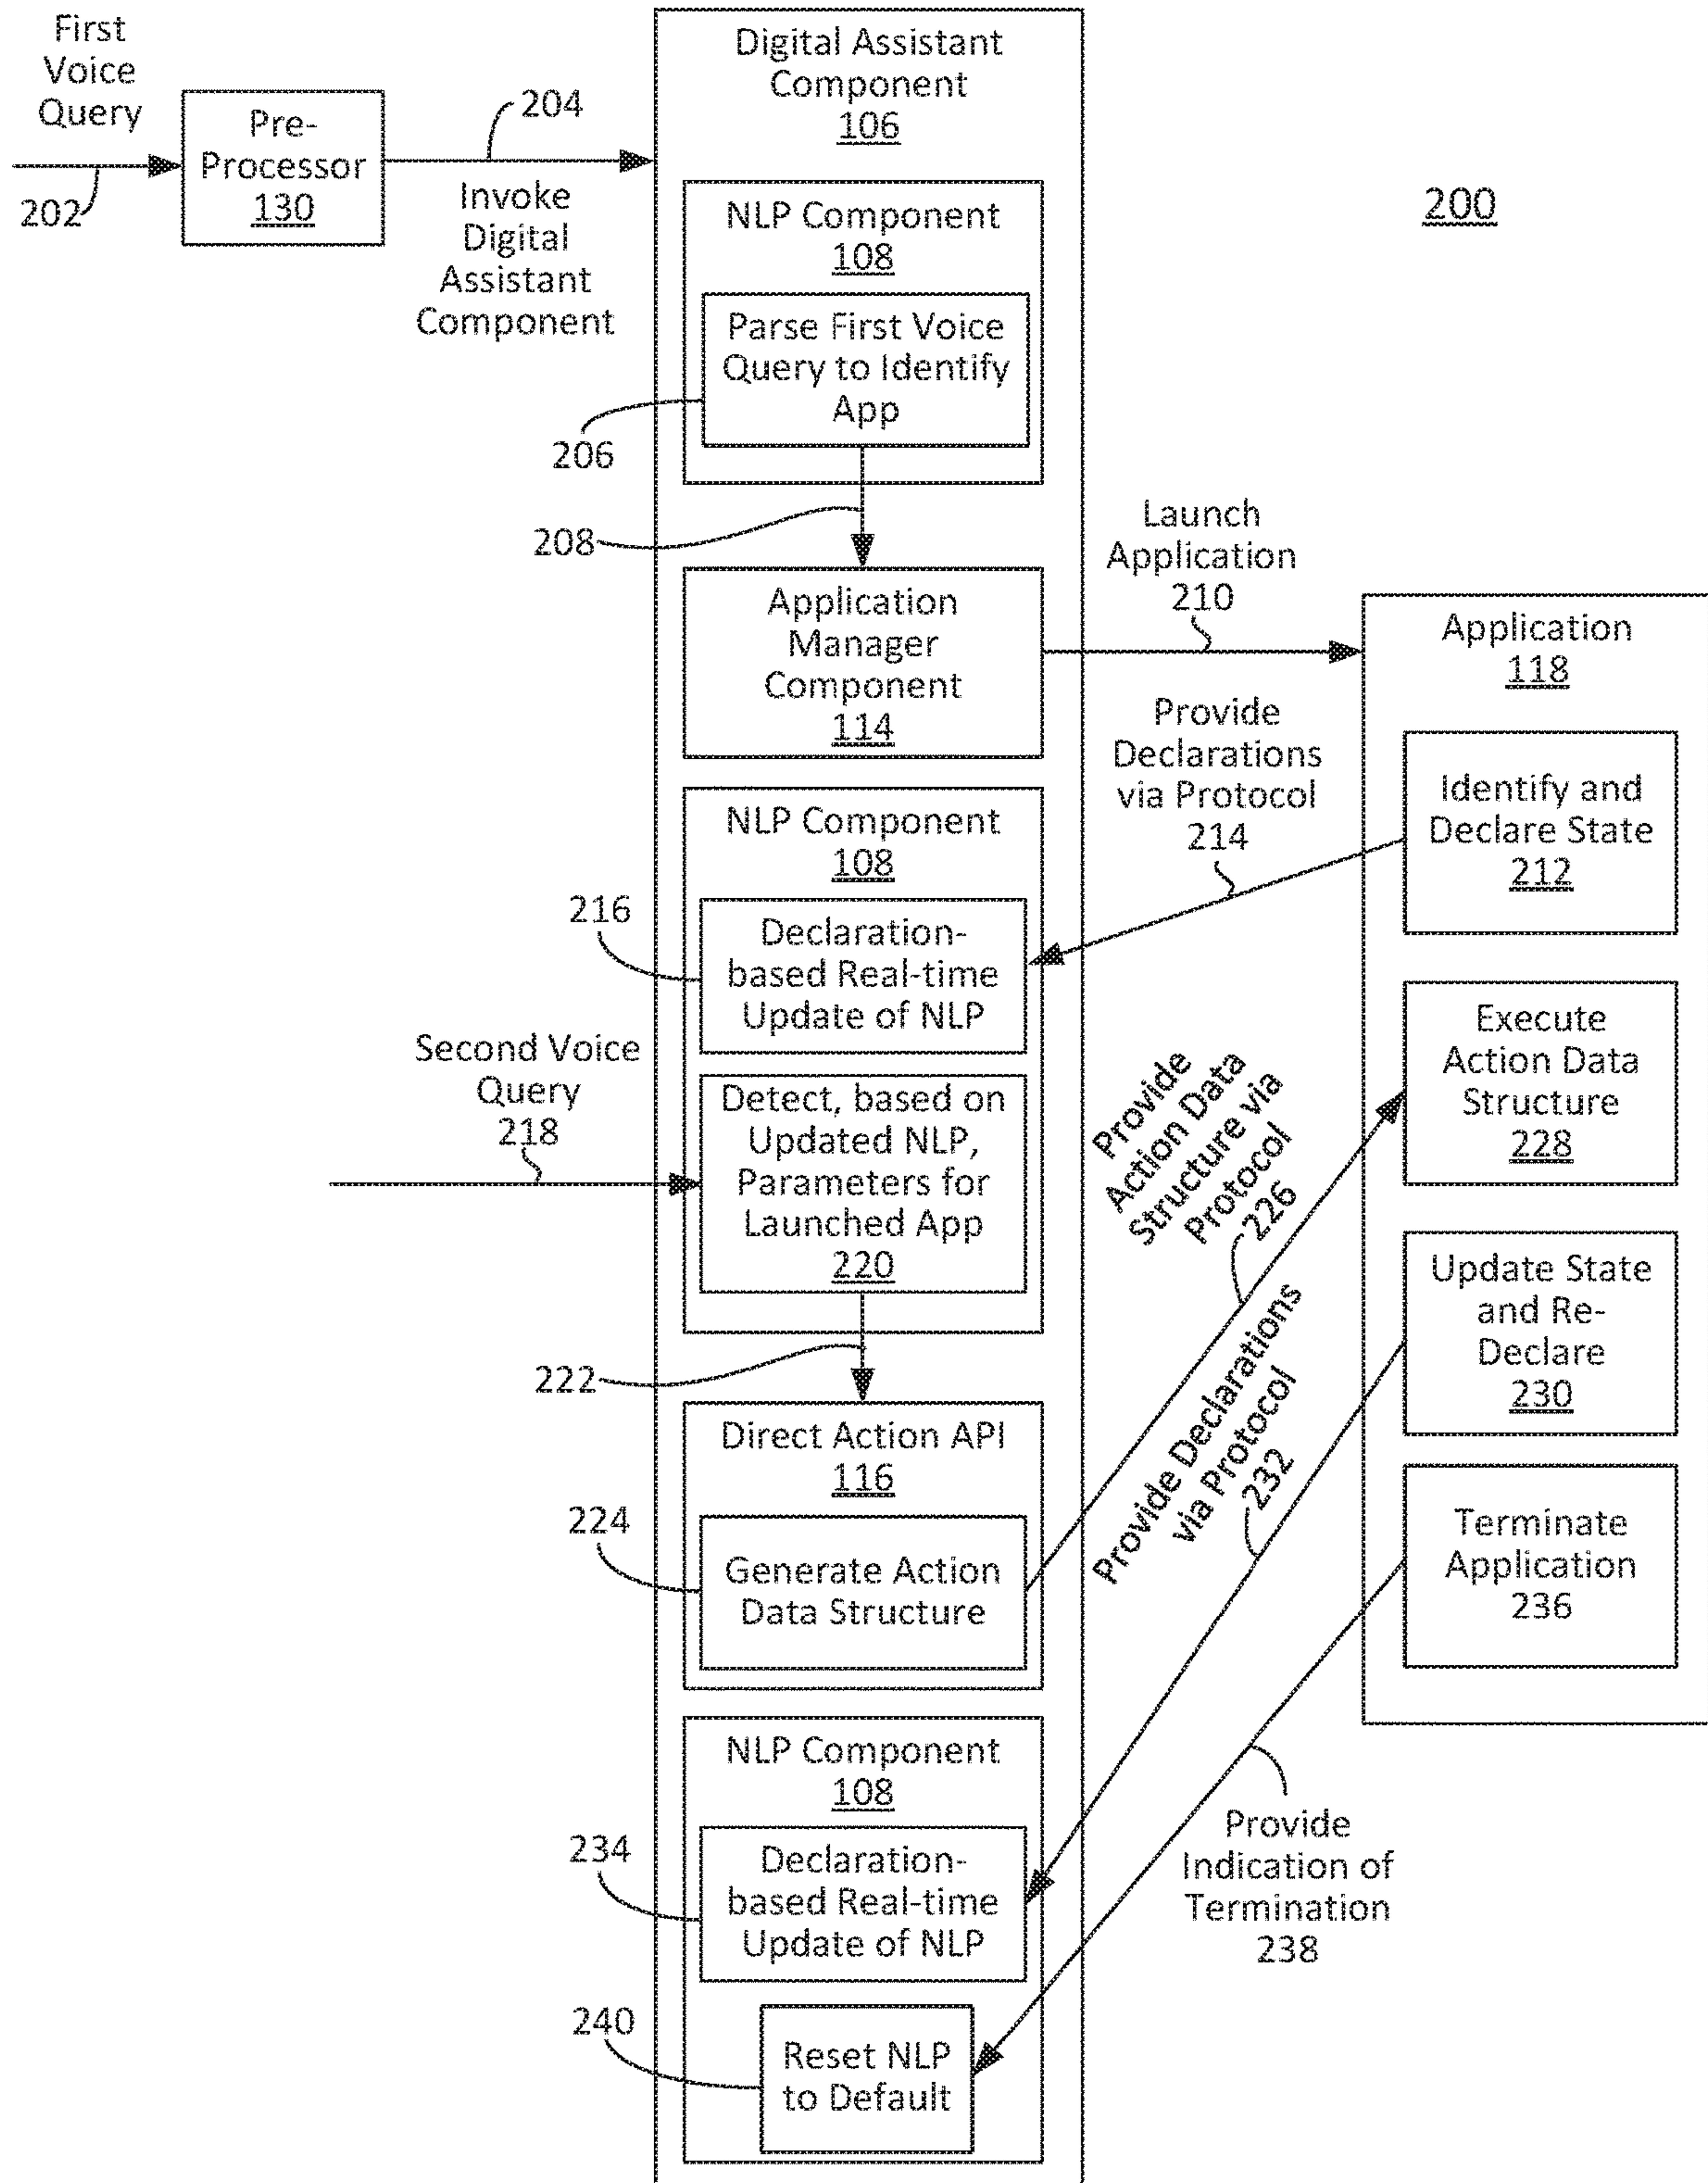 First
Voice
Query
202
Pre-
Processor
130
204
Invoke
Digital
Assistant
Component
Digital Assistant
Component
106
200
NLP Component
108
Parse First Voice
Query to Identify
App
206
208
Application
Manager
Component
114
Launch
Application
210
Application
118
Provide
Declarations
via Protocol
214
Identify and
Declare State
212
NLP Component
108
216
Declaration-
based Real-time
Update of NLP
Second Voice
Query
218
Detect, based on
Updated NLP,
Parameters for
Launched App
220
Provide
Action Data
Structure via
Protocol
226
Execute
Action Data
Structure
228
222
Update State
and Re-
Declare
230
Direct Action API
116
224
Generate Action
Data Structure
Provide Declarations
via Protocol
232
Terminate
Application
236
NLP Component
108
234
Declaration-
based Real-time
Update of NLP
Provide
Indication of
Termination
238
240
Reset NLP
to Default